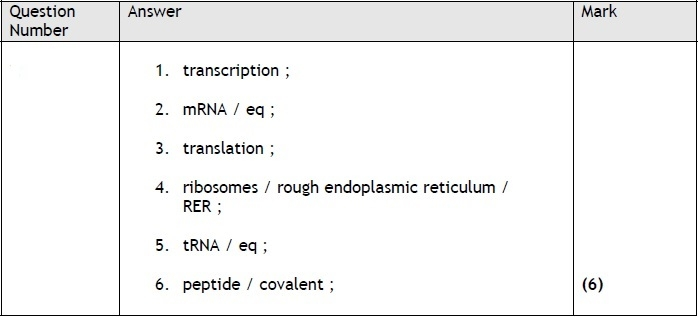 Question Number
Answer
Mark
1. transcription ;
2. mRNA / eq ;
3. translation ;
4. ribosomes / rough endoplasmic reticulum /
RER ;
5. tRNA / eq ;
6. peptide / covalent ;
(6)